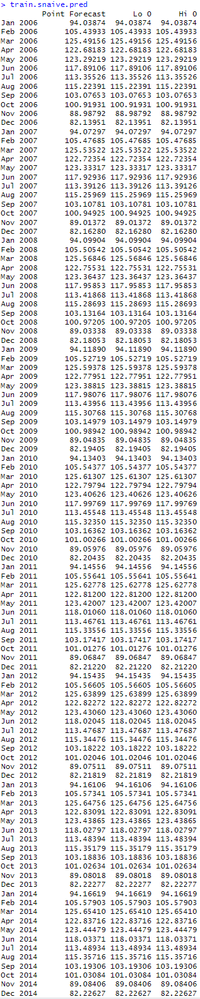 > train.snaive.pred
Point Forecast Lo 0 Hi 0
Jan 2006 94.03874 94.03874 94.03874
Feb 2006 105.43933 105.43933 105.43933
Mar 2006 125.49156 125.49156 125.49156
Apr 2006 122.68183 122.68183 122.68183
May 2006 123.29219 123.29219 123.29219
Jun 2006 117.89106 117.89106 117.89106
Jul 2006 113.35526 113.35526 113.35526
Aug 2006 115.22391 115.22391 115.22391
Sep 2006 103.07653 103.07653 103.07653
Oct 2006 100.91931 100.91931 100.91931
Nov 2006 88.98792 88.98792 88.98792
Dec 2006 82.13951 82.13951 82.13951
Jan 2007 94.07297 94.07297 94.07297
Feb 2007 105.47685 105.47685 105.47685
Mar 2007 125.53522 125.53522 125.53522
Apr 2007 122.72354 122.72354 122.72354
May 2007 123.33317 123.33317 123.33317
Jun 2007 117.92936 117.92936 117.92936
Jul 2007 113.39126 113.39126 113.39126
Aug 2007 115.25969 115.25969 115.25969
Sep 2007 103.10781 103.10781 103.10781
Oct 2007 100.94925 100.94925 100.94925
Nov 2007 89.01372 89.01372 89.01372
Dec 2007 82.16280 82.16280 82.16280
Jan 2008 94.09904 94.09904 94.09904
Feb 2008 105.50542 105.50542 105.50542
Mar 2008 125.56846 125.56846 125.56846
Apr 2008 122.75531 122.75531 122.75531
May 2008 123.36437 123.36437 123.36437
Jun 2008 117.95853 117.95853 117.95853
Jul 2008 113.41868 113.41868 113.41868
Aug 2008 115.28693 115.28693 115.28693
Sep 2008 103.13164 103.13164 103.13164
Oct 2008 100.97205 100.97205 100.97205
Nov 2008 89.03338 89.03338 89.03338
Dec 2008 82.18053 82.18053 82.18053
Jan 2009 94.11890 94.11890 94.11890
Feb 2009 105.52719 105.52719 105.52719
Mar 2009 125.59378 125.59378 125.59378
Apr 2009 122.77951 122.77951 122.77951
May 2009 123.38815 123.38815 123.38815
Jun 2009 117.98076 117.98076 117.98076
Jul 2009 113.43956 113.43956 113.43956
Aug 2009 115.30768 115.30768 115.30768
Sep 2009 103.14979 103.14979 103.14979
Oct 2009 100.98942 100.98942 100.98942
Nov 2009 89.04835 89.04835 89.04835
Dec 2009 82.19405 82.19405 82.19405
Jan 2010 94.13403 94.13403 94.13403
Feb 2010 105.54377 105.54377 105.54377
Mar 2010 125.61307 125.61307 125.61307
Apr 2010 122.79794 122.79794 122.79794
May 2010 123.40626 123.40626 123.40626
Jun 2010 117.99769 117.99769 117.99769
Jul 2010 113.45548 113.45548 113.45548
Aug 2010 115.32350 115.32350 115.32350
Sep 2010 103.16362 103.16362 103.16362
Oct 2010 101.00266 101.00266 101.00266
Nov 2010 89.05976 89.05976 89.05976
Dec 2010 82.20435 82.20435 82.20435
Jan 2011 94.14556 94.14556 94.14556
Feb 2011 105.55641 105.55641 105.55641
Mar 2011 125.62778 125.62778 125.62778
Apr 2011 122.81200 122.81200 122.81200
May 2011 123.42007 123.42007 123.42007
Jun 2011 118.01060 118.01060 118.01060
Jul 2011 113.46761 113.46761 113.46761
Aug 2011 115.33556 115.33556 115.33556
Sep 2011 103.17417 103.17417 103.17417
Oct 2011 101.01276 101.01276 101.01276
Nov 2011 89.06847 89.06847 89.06847
Dec 2011 82.21220 82.21220 82.21220
Jan 2012 94.15435 94.15435 94.15435
Feb 2012 105.56605 105.56605 105.56605
Mar 2012 125.63899 125.63899 125.63899
Apr 2012 122.82272 122.82272 122.82272
May 2012 123.43060 123.43060 123.43060
Jun 2012 118.02045 118.02045 118.02045
Jul 2012 113.47687 113.47687 113.47687
Aug 2012 115.34476 115.34476 115.34476
Sep 2012 103.18222 103.18222 103.18222
Oct 2012 101.02046 101.02046 101.02046
Nov 2012 89.07511 89.07511 89.07511
Dec 2012 82.21819 82.21819 82.21819
Jan 2013 94.16106 94.16106 94.16106
Feb 2013 105.57341 105.57341 105.57341
Mar 2013 125.64756 125.64756 125.64756
Apr 2013 122.83091 122.83091 122.83091
May 2013 123.43865 123.43865 123.43865
Jun 2013 118.02797 118.02797 118.02797
Jul 2013 113.48394 113.48394 113.48394
Aug 2013 115.35179 115.35179 115.35179
Sep 2013 103.18836 103.18836 103.18836
Oct 2013 101.02634 101.02634 101.02634
Nov 2013 89.08018 89.08018 89.08018
Dec 2013 82.22277 82.22277 82.22277
Jan 2014 94.16619 94.16619 94.16619
Feb 2014 105.57903 105.57903 105.57903
Mar 2014 125.65410 125.65410 125.65410
Apr 2014 122.83716 122.83716 122.83716
May 2014 123.44479 123.44479 123.44479
Jun 2014 118.03371 118.03371 118.03371
Jul 2014 113.48934 113.48934 113.48934
Aug 2014 115.35716 115.35716 115.35716
Sep 2014 103.19306 103.19306 103.19306
Oct 2014 101.03084 101.03084 101.03084
Nov 2014 89.08406 89.08406 89.08406
Dec 2014 82.22627 82.22627 82.22627